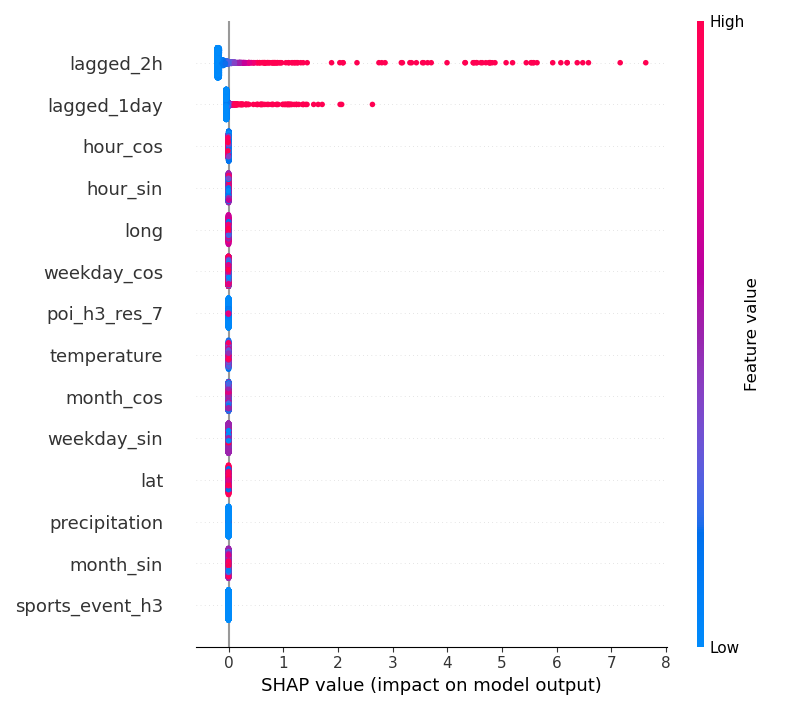 High
lagged_2h
lagged_1day
hour_cos
hour_sin
long
weekday_cos
poi_h3_res_7
temperature
month_cos
weekday_sin
lat
precipitation
month_sin
sports_event_h3
Feature value
Low
0 1 2 3 4 5 6 7 8
SHAP value (impact on model output)